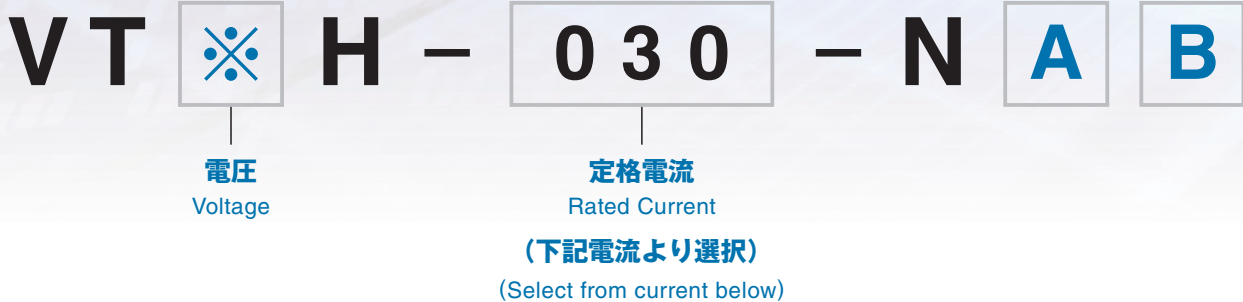 VT※H－030－NAB
電圧
Voltage
定格電流
Rated Current
（下記電流より選択）
(Select from current below)